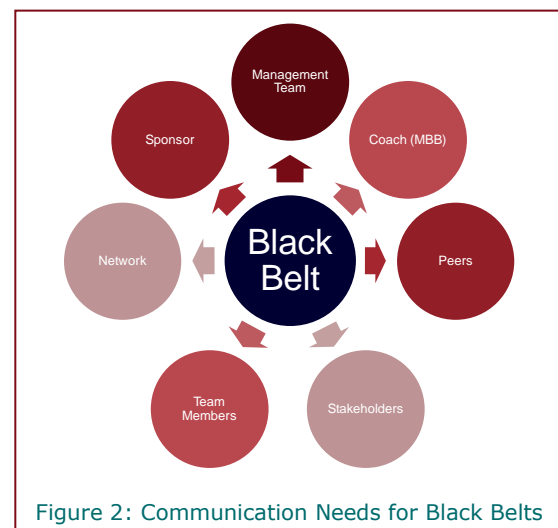 Management
Team
Sponsor
Coach (MBB)
Black
Belt
Network
Peers
Team
Members
Stakeholders
Figure 2: Communication Needs for Black Belts